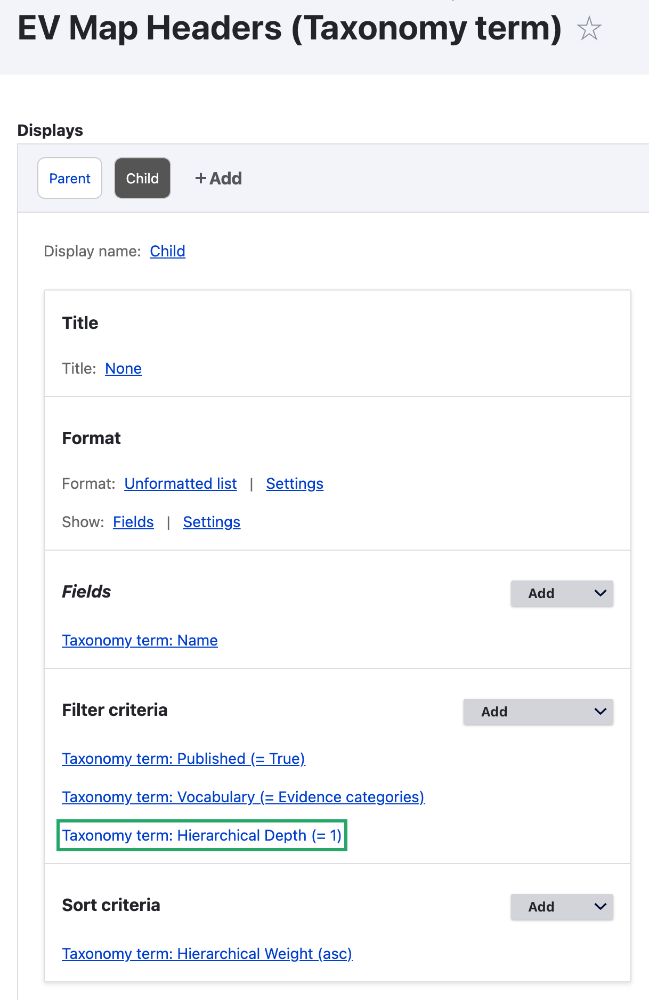 EV Map Headers (Taxonomy term)
Displays
Parent
Child
+ Add
Display name: Child
Title
Title: None
Format
Format: Unformatted list | Settings
Show: Fields | Settings
Fields
Add
Taxonomy term: Name
Filter criteria
Add
Taxonomy term: Published (= True)
Taxonomy term: Vocabulary (= Evidence categories)
Taxonomy term: Hierarchical Depth (= 1)
Sort criteria
Add
Taxonomy term: Hierarchical Weight (asc)